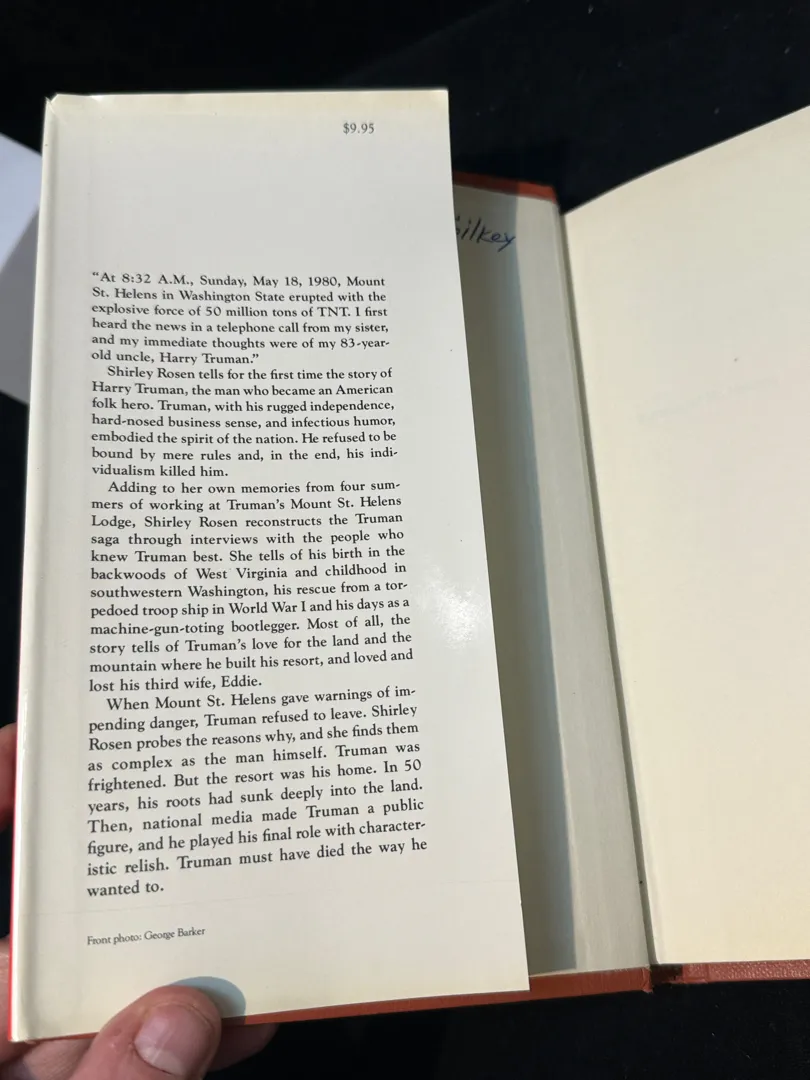 $9.95
"At 8:32 A.M., Sunday, May 18, 1980, Mount
St. Helens in Washington State erupted with the
explosive force of 50 million tons of TNT. I first
heard the news in a telephone call from my sister,
and my immediate thoughts were of my 83-year-
old uncle, Harry Truman."
Shirley Rosen tells for the first time the story of
Harry Truman, the man who became an American
folk hero. Truman, with his rugged independence,
hard-nosed business sense, and infectious humor,
embodied the spirit of the nation. He refused to be
bound by mere rules and, in the end, his indi-
vidualism killed him.
Adding to her own memories from four sum-
mers of working at Truman's Mount St. Helens
Lodge, Shirley Rosen reconstructs the Truman
saga through interviews with the people who
knew Truman best. She tells of his birth in the
backwoods of West Virginia and childhood in
southwestern Washington, his rescue from a tor-
pedoed troop ship in World War I and his days as a
machine-gun-toting bootlegger. Most of all, the
story tells of Truman's love for the land and the
mountain where he built his resort, and loved and
lost his third wife, Eddie.
When Mount St. Helens gave warnings of im-
pending danger, Truman refused to leave. Shirley
Rosen probes the reasons why, and she finds them
as complex as the man himself. Truman was
frightened. But the resort was his home. In 50
years, his roots had sunk deeply into the land.
Then, national media made Truman a public
figure, and he played his final role with character-
istic relish. Truman must have died the way he
wanted to.
Front photo: George Barker